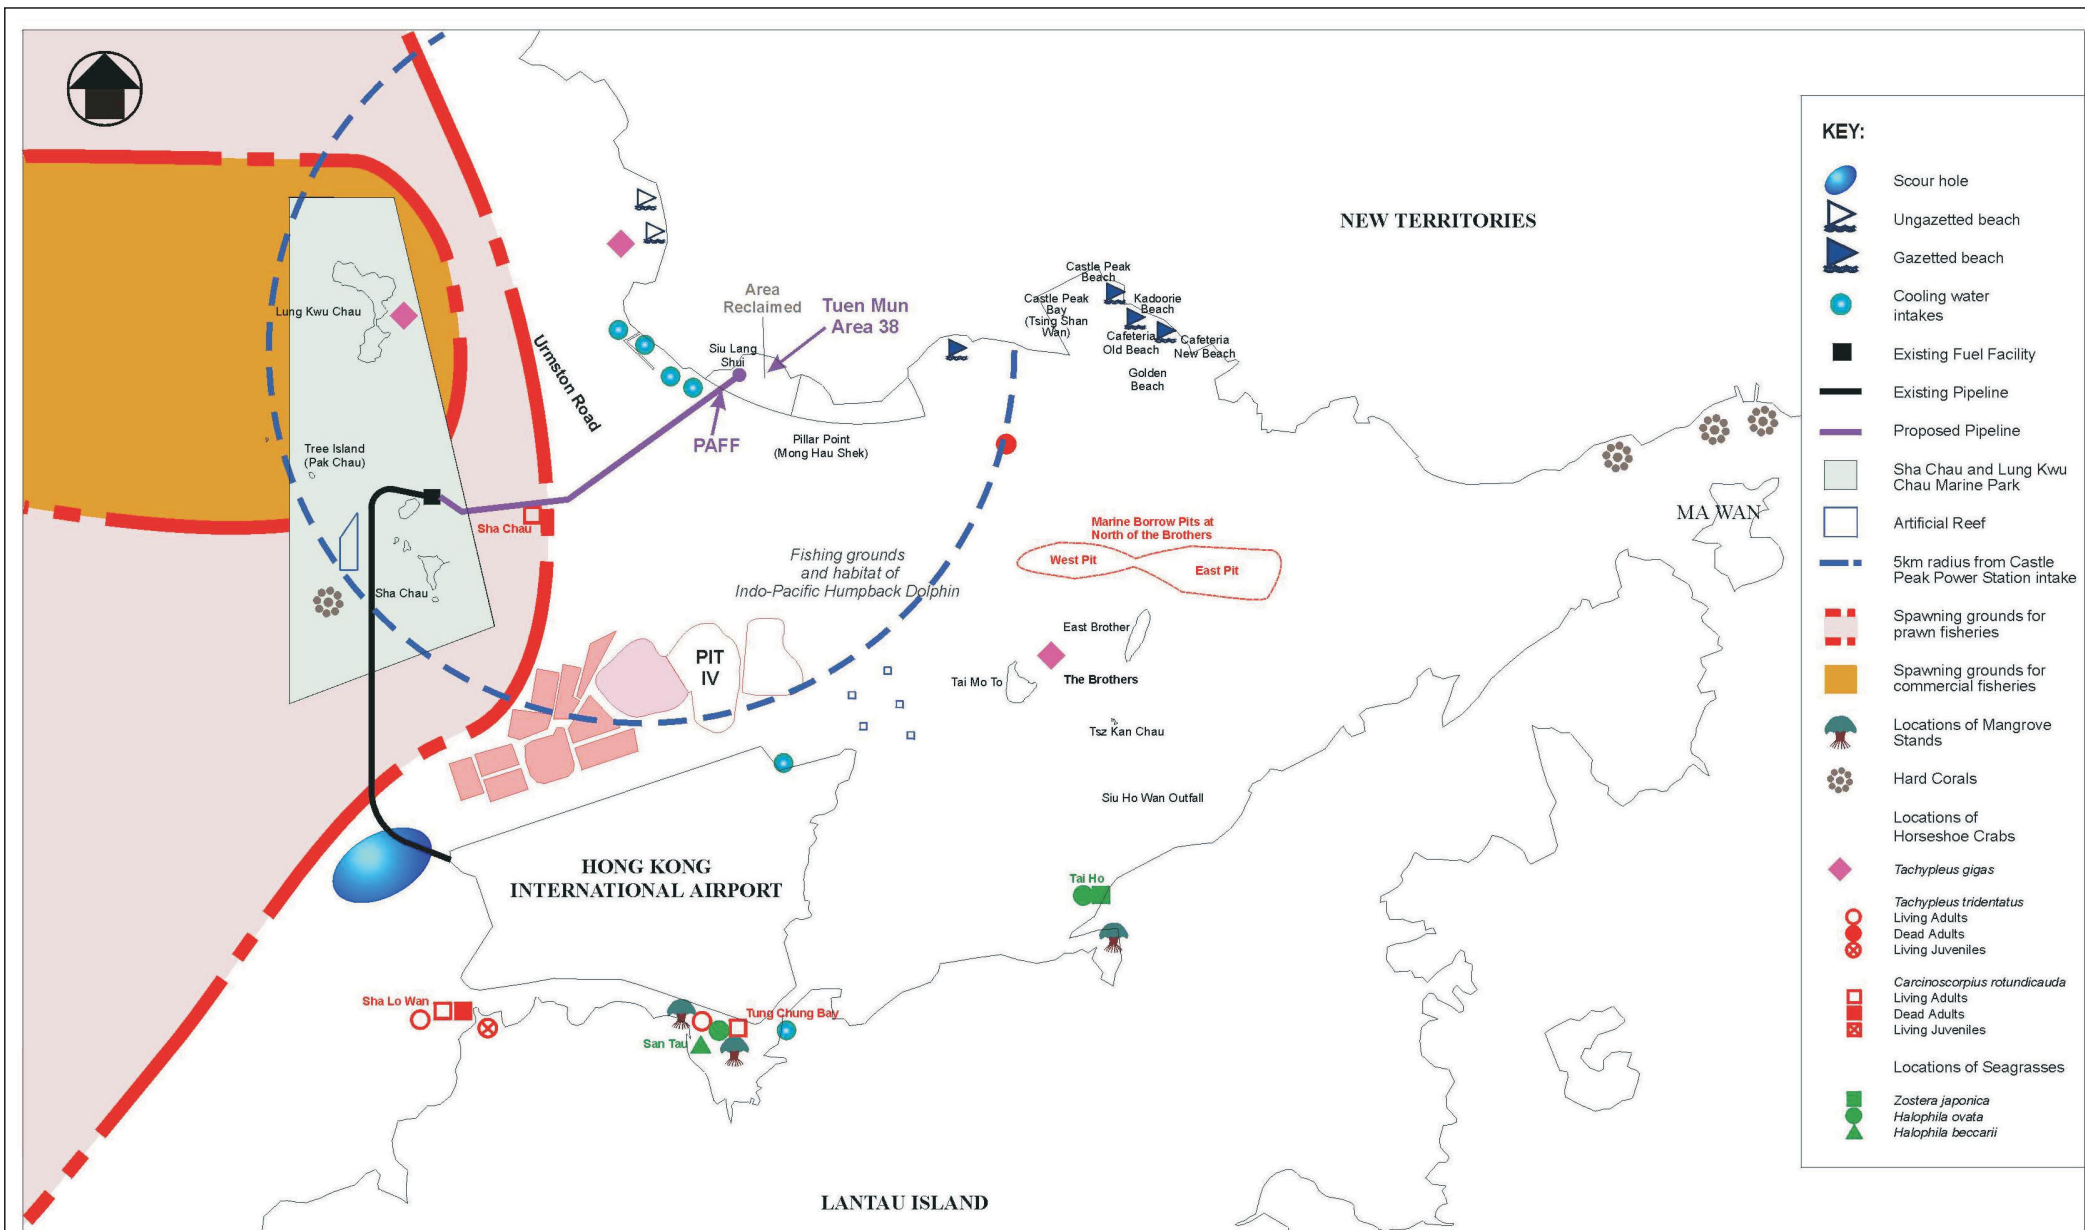 NEW TERRITORIES
Castle Peak
Beach
Castle Peak
Bay
(Tsing Shan
Wan)
Kadoorie
Beach
Cafeteria
Old Beach
Cafeteria
New Beach
Golden
Beach
Area
Reclaimed
Tuen Mun
Area 38
Siu Lang
Shui
PAFF
Pillar Point
(Mong Hau Shek)
Urmston Road
Lung Kwu Chau
Tree Island
(Pak Chau)
Sha Chau
Sha Chau
Fishing grounds
and habitat of
Indo-Pacific Humpback Dolphin
Marine Borrow Pits at
North of the Brothers
West Pit
East Pit
MA WAN
East Brother
The Brothers
Tai Mo To
Tsz Kan Chau
Siu Ho Wan Outfall
PIT
IV
HONG KONG
INTERNATIONAL AIRPORT
Tai Ho
Sha Lo Wan
San Tau
Tung Chung Bay
LANTAU ISLAND
KEY:
Scour hole
Ungazetted beach
Gazetted beach
Cooling water
intakes
Existing Fuel Facility
Existing Pipeline
Proposed Pipeline
Sha Chau and Lung Kwu
Chau Marine Park
Artificial Reef
5km radius from Castle
Peak Power Station intake
Spawning grounds for
prawn fisheries
Spawning grounds for
commercial fisheries
Locations of Mangrove
Stands
Hard Corals
Locations of
Horseshoe Crabs
Tachypleus gigas
Tachypleus tridentatus
Living Adults
Dead Adults
Living Juveniles
Carcinoscorpius rotundicauda
Living Adults
Dead Adults
Living Juveniles
Locations of Seagrasses
Zostera japonica
Halophila ovata
Halophila beccarii